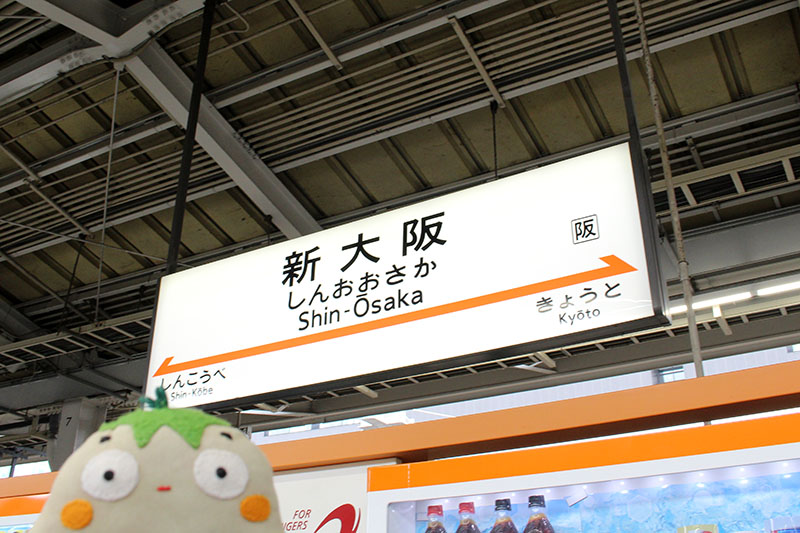 新大阪
阪
しんおおさか
Shin-Ōsaka
きょうと
Kyōto
しんこうべ
Shin-Kōbe
7
FOR